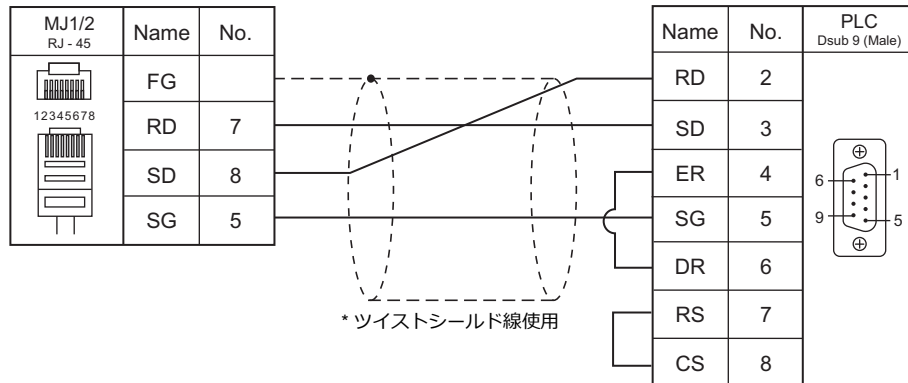 MJ1/2
RJ - 45
Name No.
FG
RD 7
SD 8
SG 5
12345678
* ツイストシールド線使用
Name No.
PLC
Dsub 9 (Male)
RD 2
SD 3
ER 4
SG 5
DR 6
RS 7
CS 8
6 1
9 5